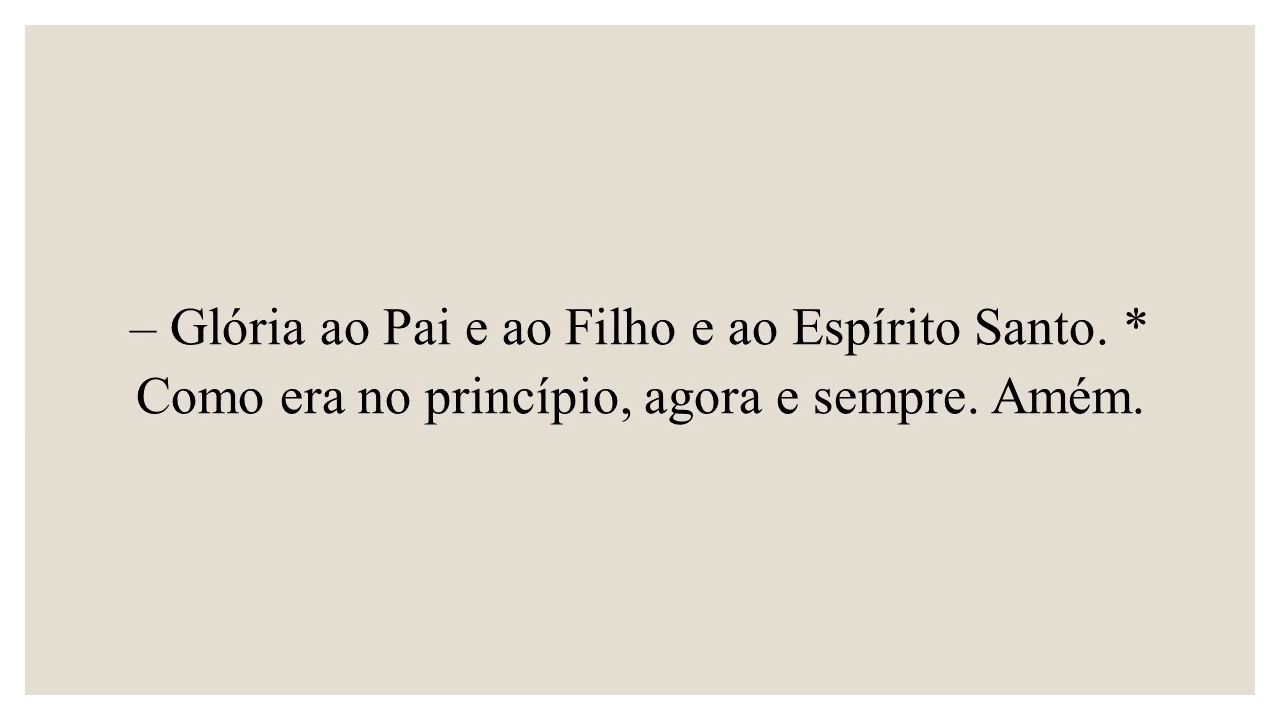 – Glória ao Pai e ao Filho e ao Espírito Santo. *
Como era no princípio, agora e sempre. Amém.